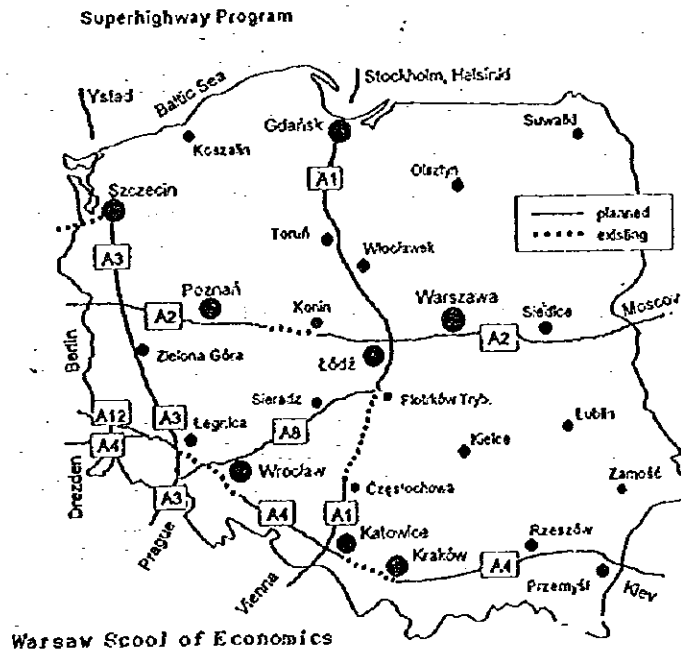 Superhighway Program
Stockholm, Helsinki
Ystad
Baltic Sea
Gdańsk
Suwałki
Koszalin
Olsztyn
A1
Szczecin
planned
existing
Toruń
Włocławek
A3
Poznań
Konin
Warszawa
Siedlce
Moscow
A2
A2
Berlin
Zielona Góra
Łódź
Sieradz
Piotrków Tryb.
A12
A3
Legnica
A8
Lublin
A4
Kielce
Drezden
Wrocław
Zamość
A3
Częstochowa
A4
A1
Prague
Katowice
Rzeszów
Kraków
A4
Vienna
Przemyśl
Kiev
Warsaw Scool of Economics